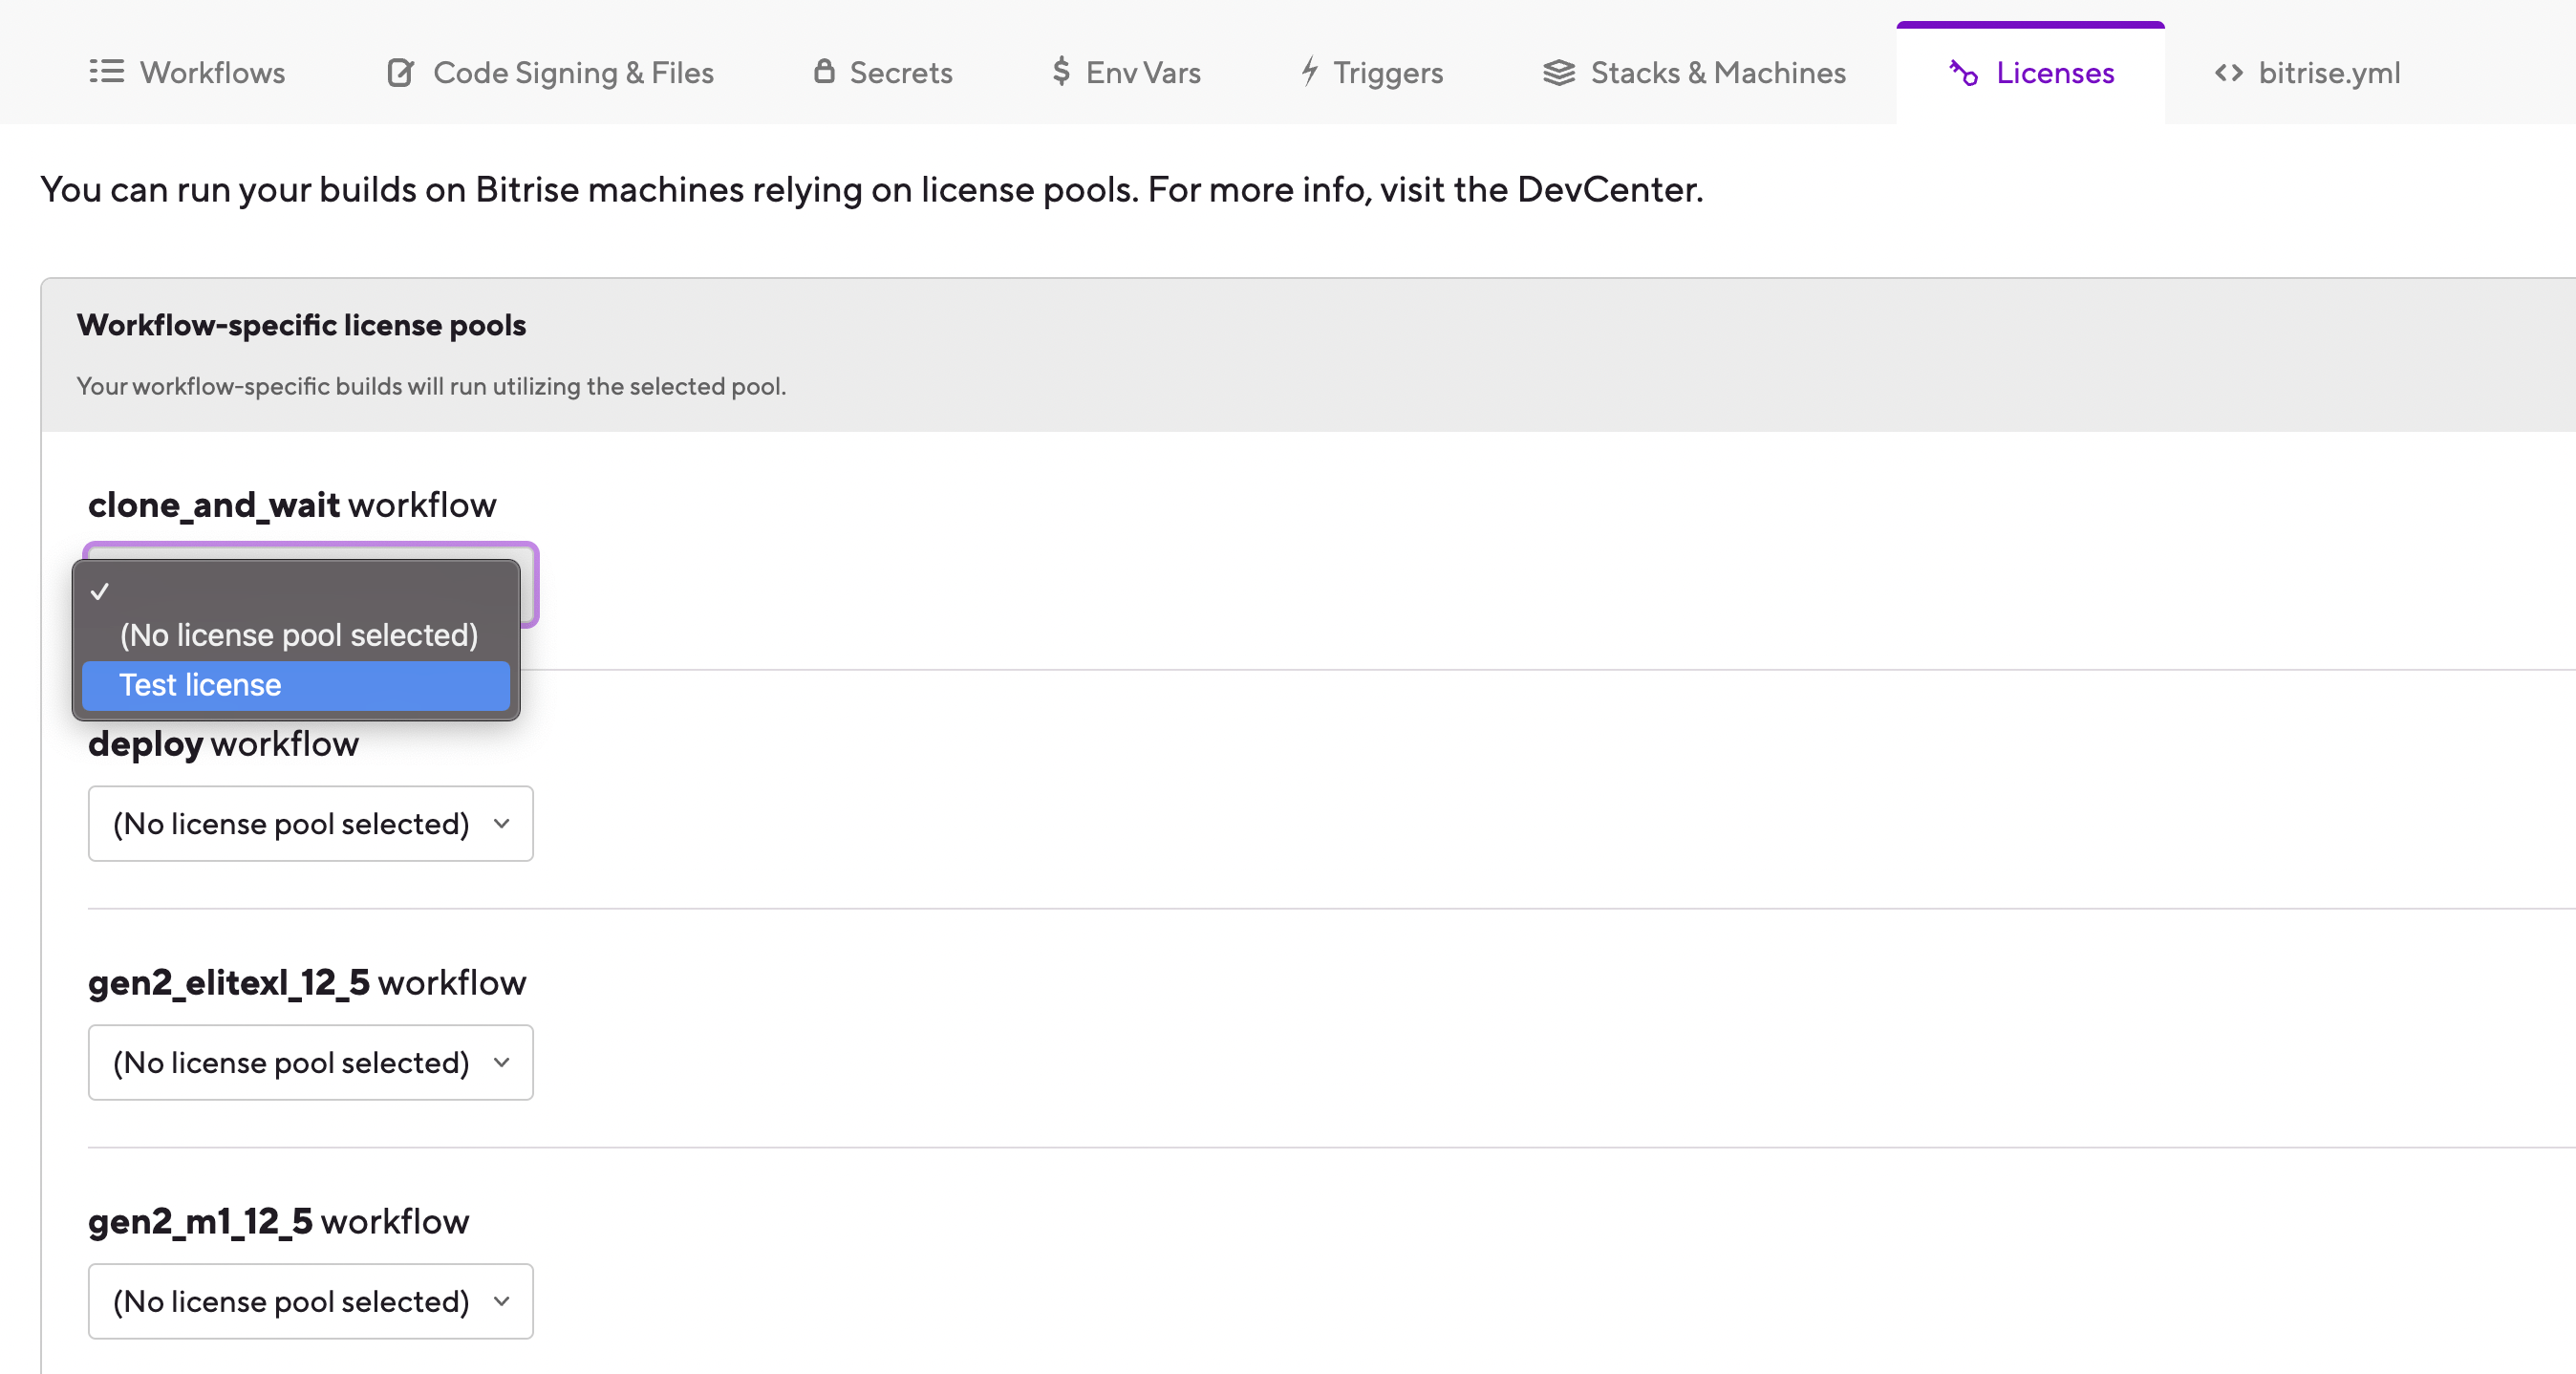 Workflows Code Signing & Files Secrets Env Vars Triggers Stacks & Machines Licenses bitrise.yml
You can run your builds on Bitrise machines relying on license pools. For more info, visit the DevCenter.
Workflow-specific license pools
Your workflow-specific builds will run utilizing the selected pool.
clone_and_wait workflow
(No license pool selected)
Test license
deploy workflow
(No license pool selected)
gen2_elitexl_12_5 workflow
(No license pool selected)
gen2_m1_12_5 workflow
(No license pool selected)